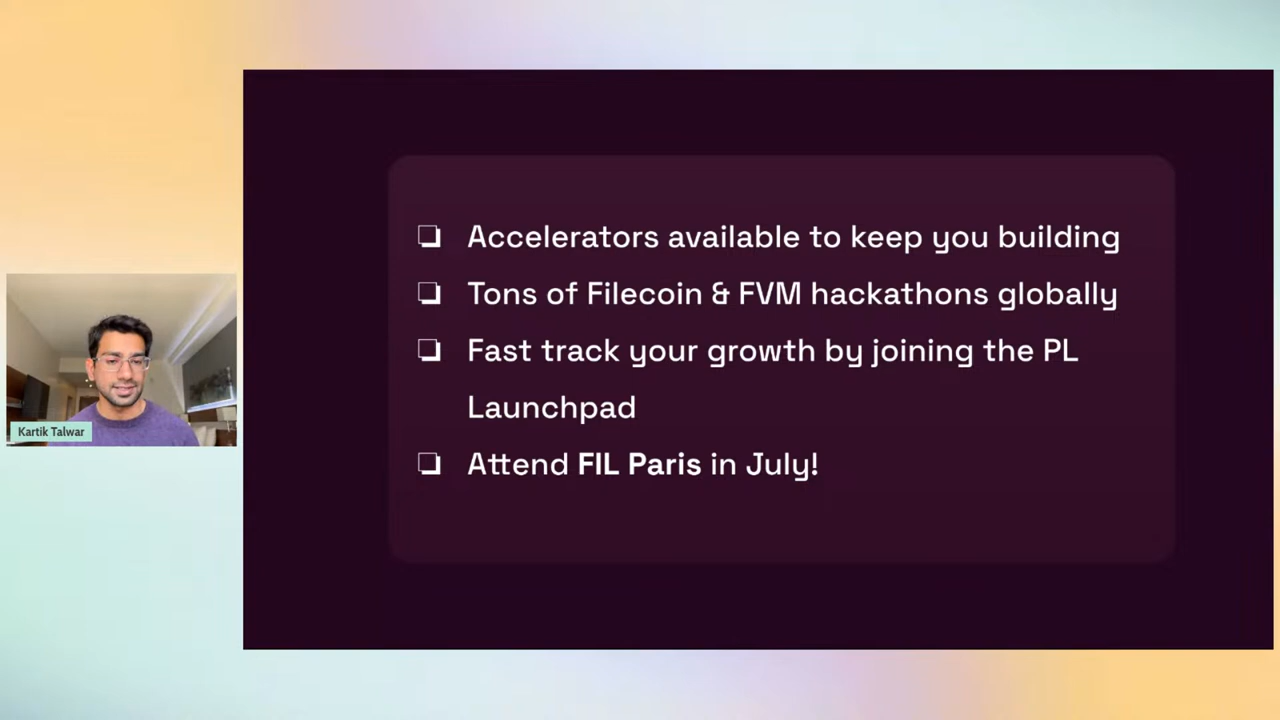 Accelerators available to keep you building
Tons of Filecoin & FVM hackathons globally
Fast track your growth by joining the PL
Launchpad
Attend FIL Paris in July!
Kartik Talwar